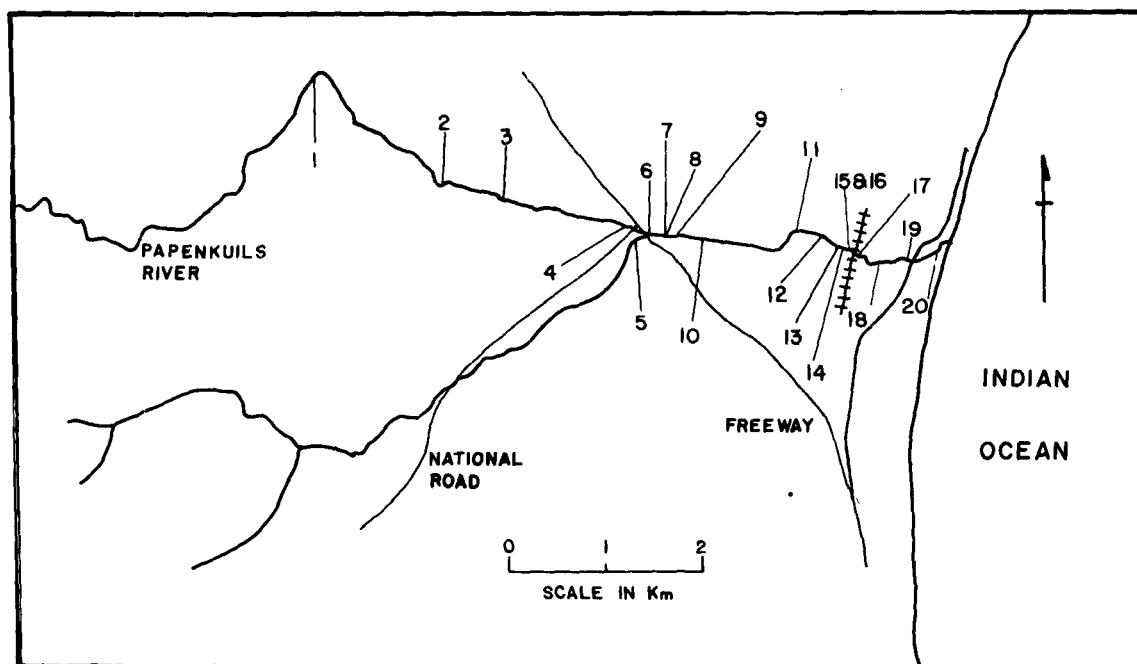 1
2
3
4
5
6
7
8
9
10
11
12
13
14
15&16
17
18
19
20
PAPENKUILS
RIVER
NATIONAL
ROAD
FREEWAY
INDIAN
OCEAN
0 1 2
SCALE IN Km